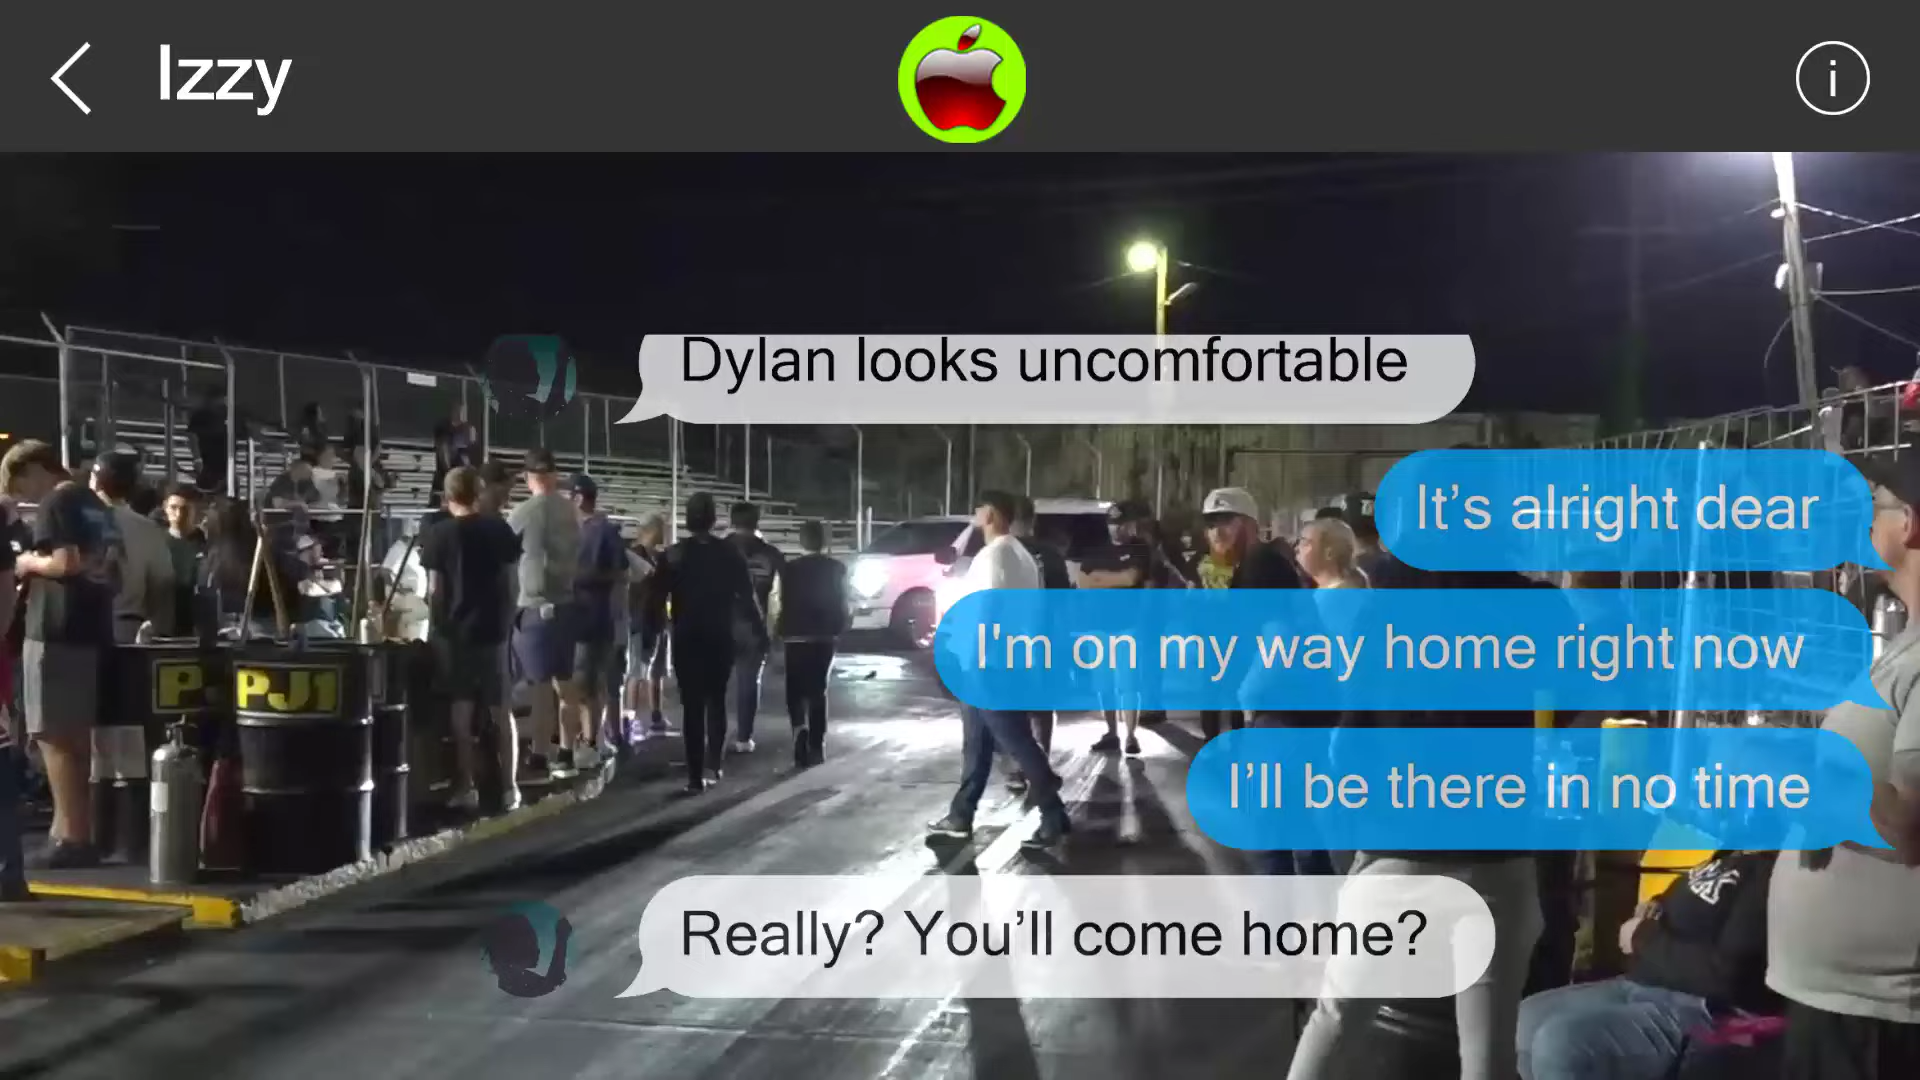 Izzy
Dylan looks uncomfortable
It’s alright dear
I'm on my way home right now
I’ll be there in no time
Really? You’ll come home?
P
PJ1